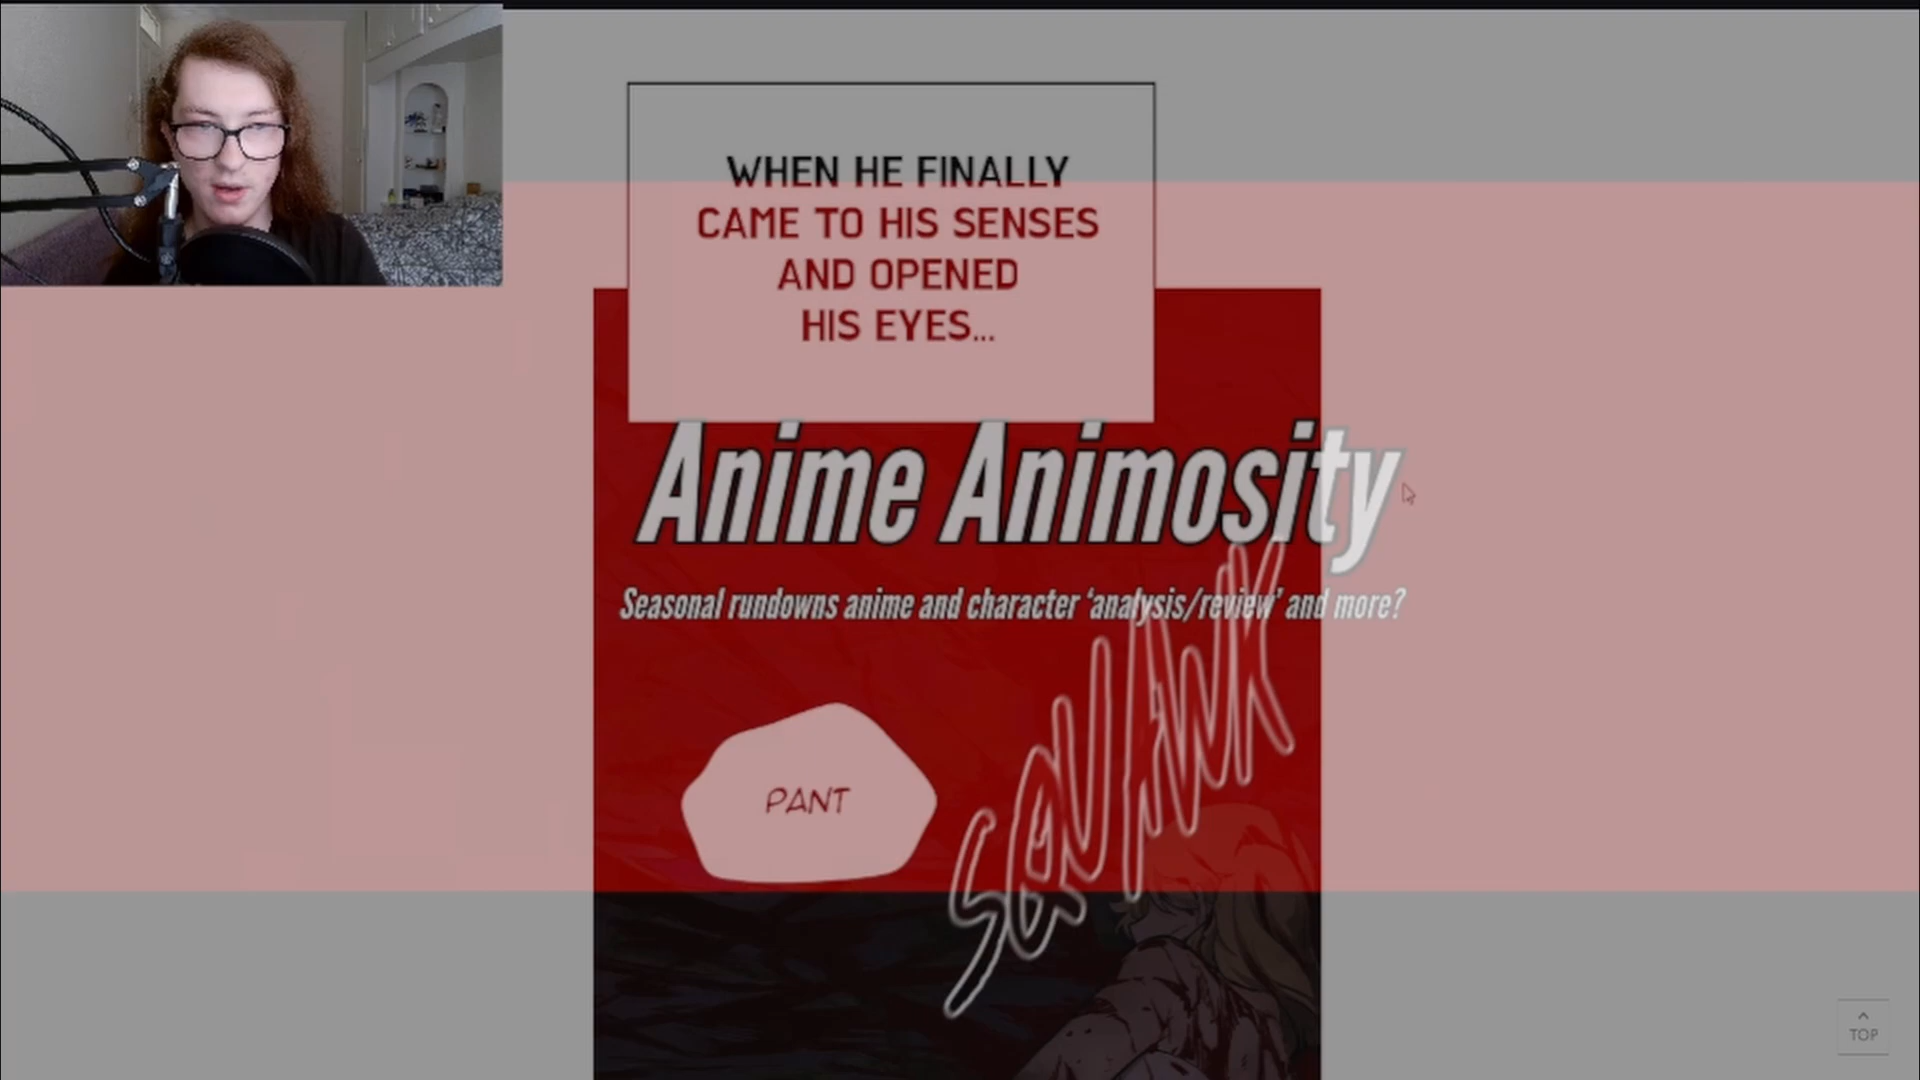 WHEN HE FINALLY
CAME TO HIS SENSES
AND OPENED
HIS EYES...
Anime Animosity
Seasonal rundowns anime and character ‘analysis/review’ and more?
SQUAWK
PANT
TOP